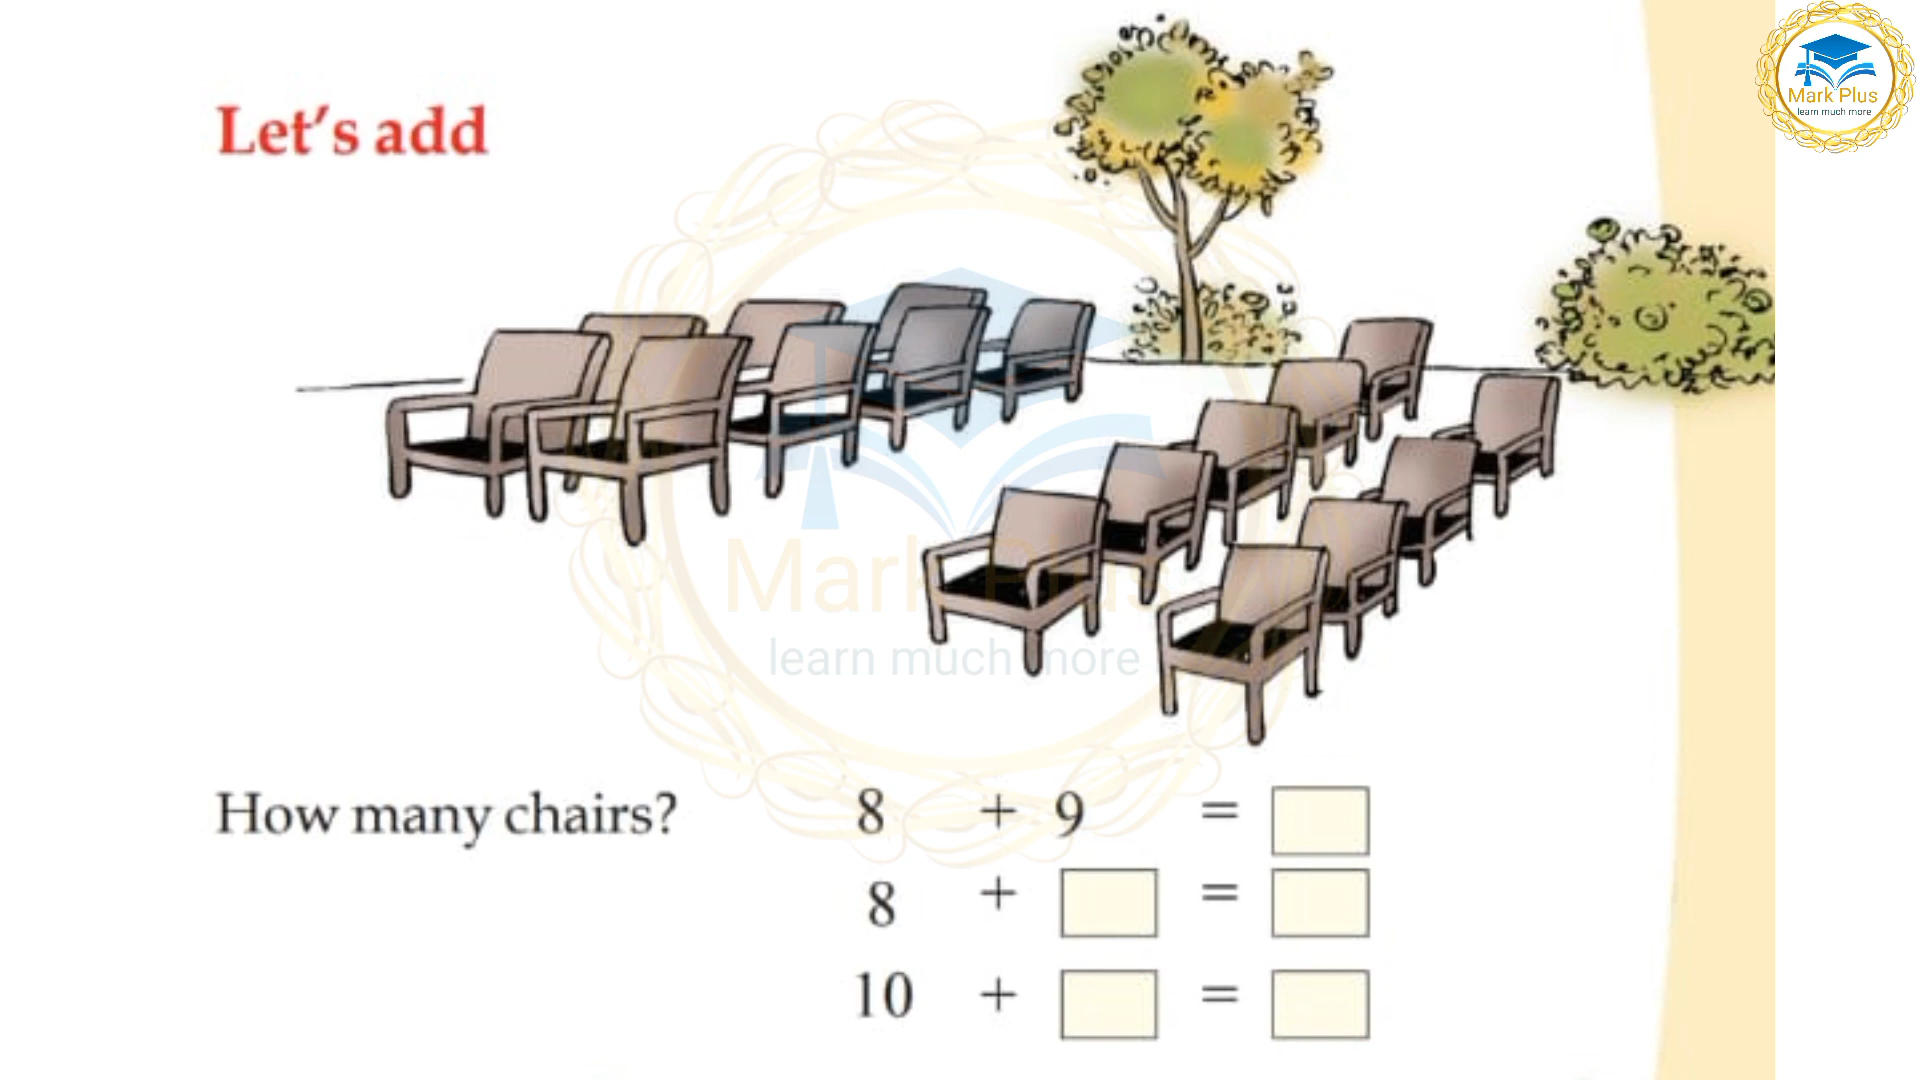 Let's add
Mark Plus
learn much more
Mark Plus
learn much more
How many chairs? 8 + 9 =
8 + =
10 + =